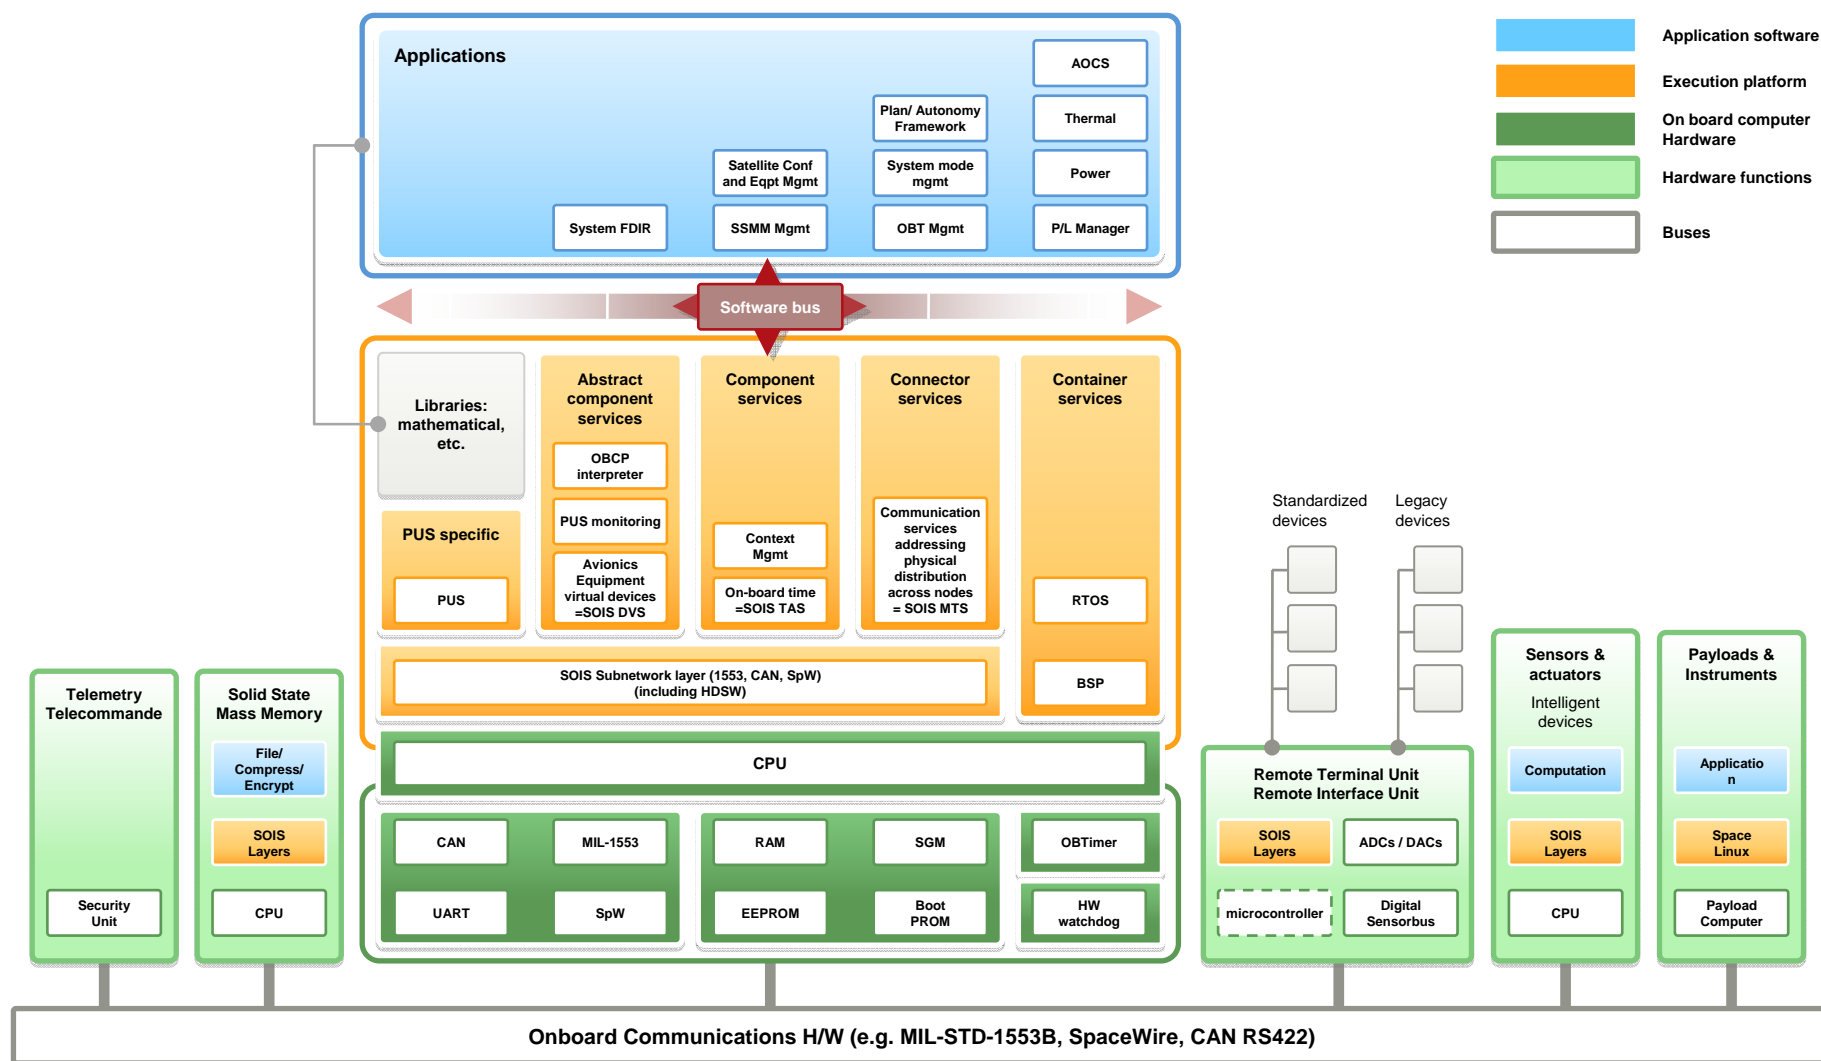 Applications
AOCS
Plan/ Autonomy
Framework
Thermal
Satellite Conf
and Eqpt Mgmt
System mode
mgmt
Power
System FDIR
SSMM Mgmt
OBT Mgmt
P/L Manager
Application software
Execution platform
On board computer
Hardware
Hardware functions
Buses
Software bus
Libraries:
mathematical,
etc.
Abstract
component
services
OBCP
interpreter
PUS monitoring
Avionics
Equipment
virtual devices
=SOIS DVS
Component
services
Context
Mgmt
On-board time
=SOIS TAS
Connector
services
Communication
services
addressing
physical
distribution
across nodes
= SOIS MTS
Container
services
RTOS
BSP
PUS specific
PUS
SOIS Subnetwork layer (1553, CAN, SpW)
(including HDSW)
CPU
CAN
MIL-1553
UART
SpW
RAM
SGM
EEPROM
Boot
PROM
OBTimer
HW
watchdog
Telemetry
Telecommande
Security
Unit
Solid State
Mass Memory
File/
Compress/
Encrypt
SOIS
Layers
CPU
Standardized
devices
Legacy
devices
Remote Terminal Unit
Remote Interface Unit
SOIS
Layers
ADCs / DACs
microcontroller
Digital
Sensorbus
Sensors &
actuators
Intelligent
devices
Computation
SOIS
Layers
CPU
Payloads &
Instruments
Applicatio
n
Space
Linux
Payload
Computer
Onboard Communications H/W (e.g. MIL-STD-1553B, SpaceWire, CAN RS422)